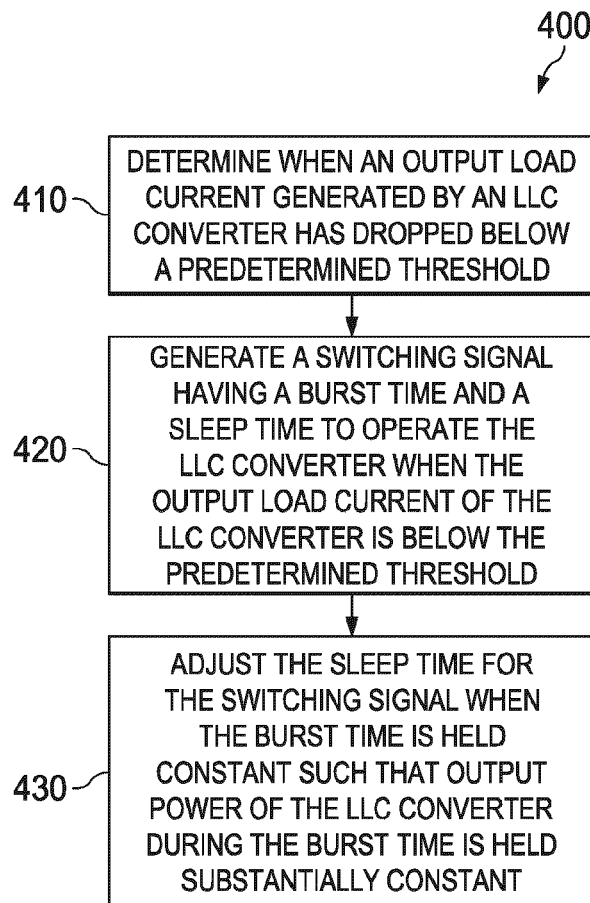 400
410
DETERMINE WHEN AN OUTPUT LOAD
CURRENT GENERATED BY AN LLC
CONVERTER HAS DROPPED BELOW
A PREDETERMINED THRESHOLD
420
GENERATE A SWITCHING SIGNAL
HAVING A BURST TIME AND A
SLEEP TIME TO OPERATE THE
LLC CONVERTER WHEN THE
OUTPUT LOAD CURRENT OF THE
LLC CONVERTER IS BELOW THE
PREDETERMINED THRESHOLD
430
ADJUST THE SLEEP TIME FOR
THE SWITCHING SIGNAL WHEN
THE BURST TIME IS HELD
CONSTANT SUCH THAT OUTPUT
POWER OF THE LLC CONVERTER
DURING THE BURST TIME IS HELD
SUBSTANTIALLY CONSTANT